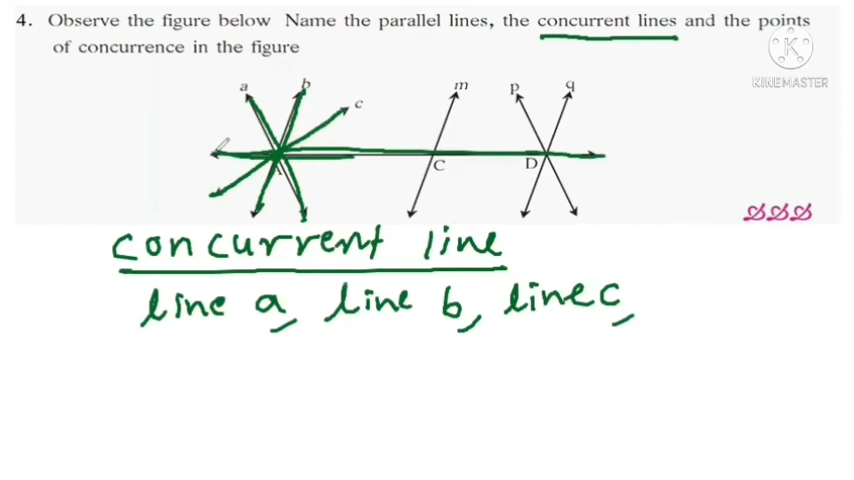 4. Observe the figure below Name the parallel lines, the concurrent lines and the points
of concurrence in the figure
KINEMASTER
a b c m p q
A C D
concurrent line
line a, line b, line c,